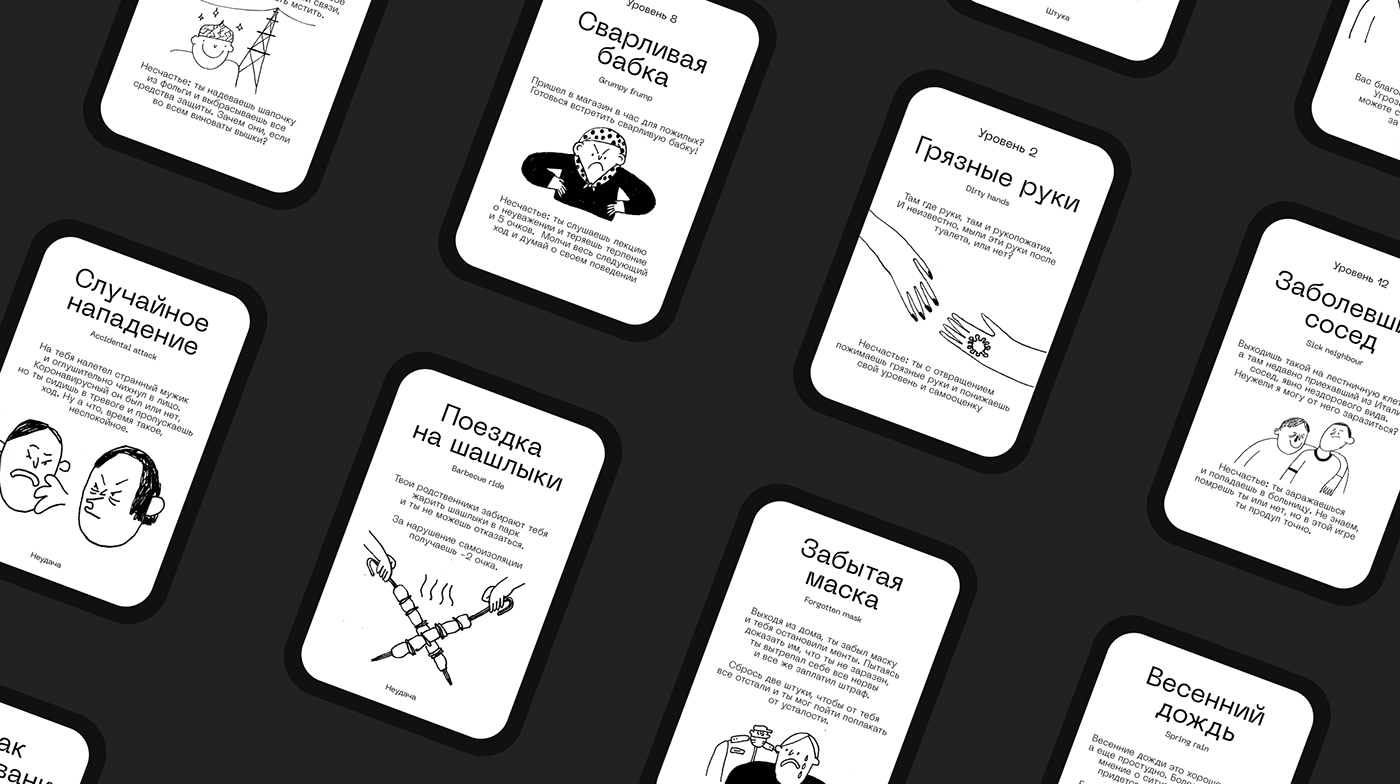 ать мстить.
Несчастье: ты надеваешь шапочку
из фольги и выбрасываешь все
средства защиты. Зачем они, если
во всем виноваты вышки?
Уровень 8
Сварливая
бабка
Grumpy frump
Пришел в магазин в час для пожилых?
Готовься встретить сварливую бабку!
Несчастье: ты слушаешь лекцию
о неуважении и теряешь терпение
и 5 очков. Молчи весь следующий
ход и думай о своем поведении
Штука
Вас благо
Угроз
можете с
за
Уровень 2
Грязные руки
Dirty hands
Там где руки, там и рукопожатия.
И неизвестно, мыли эти руки после
туалета, или нет?
Несчастье: ты с отвращением
пожимаешь грязные руки и понижаешь
свой уровень и самооценку
Уровень 12
Заболевш
сосед
Sick neighbour
Выходишь такой на лестничную клет
а там недавно приехавший из Итали
сосед, явно нездорового вида.
Неужели я могу от него заразиться?
Несчастье: ты заражаешься
и попадаешь в больницу. Не знаем,
помрешь ты или нет, но в этой игре
ты продул точно.
Случайное
нападение
Accidental attack
На тебя налетел странный мужик
и оглушительно чихнул в лицо.
Коронавирусный он был или нет,
но ты сидишь в тревоге и пропускаешь
ход. Ну а что, время такое,
неспокойное.
Неудача
Поездка
на шашлыки
Barbecue ride
Твои родственники забирают тебя
жарить шашлыки в парк
и ты не можешь отказаться.
За нарушение самоизоляции
получаешь -2 очка.
Неудача
Забытая
маска
Forgotten mask
Выходя из дома, ты забыл маску
и тебя остановили менты. Пытаясь
доказать им, что ты не заразен,
ты вытрепал себе все нервы
и все же заплатил штраф.
Сбрось две штуки, чтобы от тебя
все отстали и ты мог пойти поплакать
от усталости.
Весенний
дождь
Spring rain
Весенние дожди это хорошо
а еще простудно. Боле
мнение о ситу
придетс
ак
вани